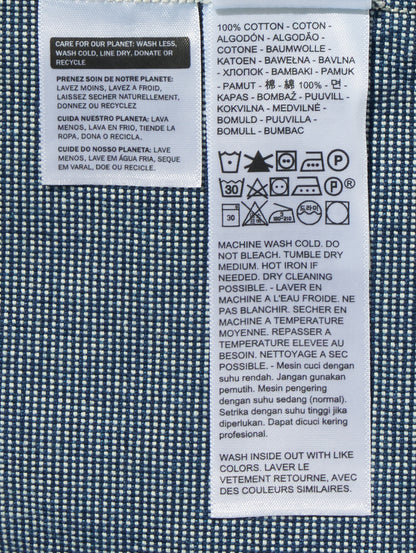 CARE FOR OUR PLANET: WASH LESS,
WASH COLD, LINE DRY, DONATE OR
RECYCLE
PRENEZ SOIN DE NOTRE PLANETE:
LAVEZ MOINS, LAVEZ A FROID,
LAISSEZ SECHER NATURELLEMENT,
DONNEZ OU RECYCLEZ
CUIDA NUESTRO PLANETA: LAVA
MENOS, LAVA EN FRIO, TIENDE LA
ROPA, DONA O RECICLA.
CUIDE DO NOSSO PLANETA: LAVE
MENOS, LAVE EM ÁGUA FRIA, SEQUE
EM VARAL, DOE OU RECICLE.
100% COTTON - COTON -
ALGODÓN - ALGODÃO -
COTONE - BAUMWOLLE -
KATOEN - BAWEŁNA - BAVLNA
- ХЛОПОК - BAMBAKI - PAMUK
- PAMUT - 棉 - 綿 100% - 면 -
KAPAS - BOMBAŽ - PUUVILL -
KOKVILNA - MEDVILNĖ -
BOMULD - PUUVILLA -
BOMULL - BUMBAC
P
30 P®
30 180-210 드라이
MACHINE WASH COLD. DO
NOT BLEACH. TUMBLE DRY
MEDIUM. HOT IRON IF
NEEDED. DRY CLEANING
POSSIBLE. - LAVER EN
MACHINE A L'EAU FROIDE. NE
PAS BLANCHIR. SECHER EN
MACHINE A TEMPERATURE
MOYENNE. REPASSER A
TEMPERATURE ELEVEE AU
BESOIN. NETTOYAGE A SEC
POSSIBLE. - Mesin cuci dengan
suhu rendah. Jangan gunakan
pemutih. Mesin pengering
dengan suhu sedang (normal).
Setrika dengan suhu tinggi jika
diperlukan. Dapat dicuci kering
profesional.
WASH INSIDE OUT WITH LIKE
COLORS. LAVER LE
VETEMENT RETOURNE, AVEC
DES COULEURS SIMILAIRES.